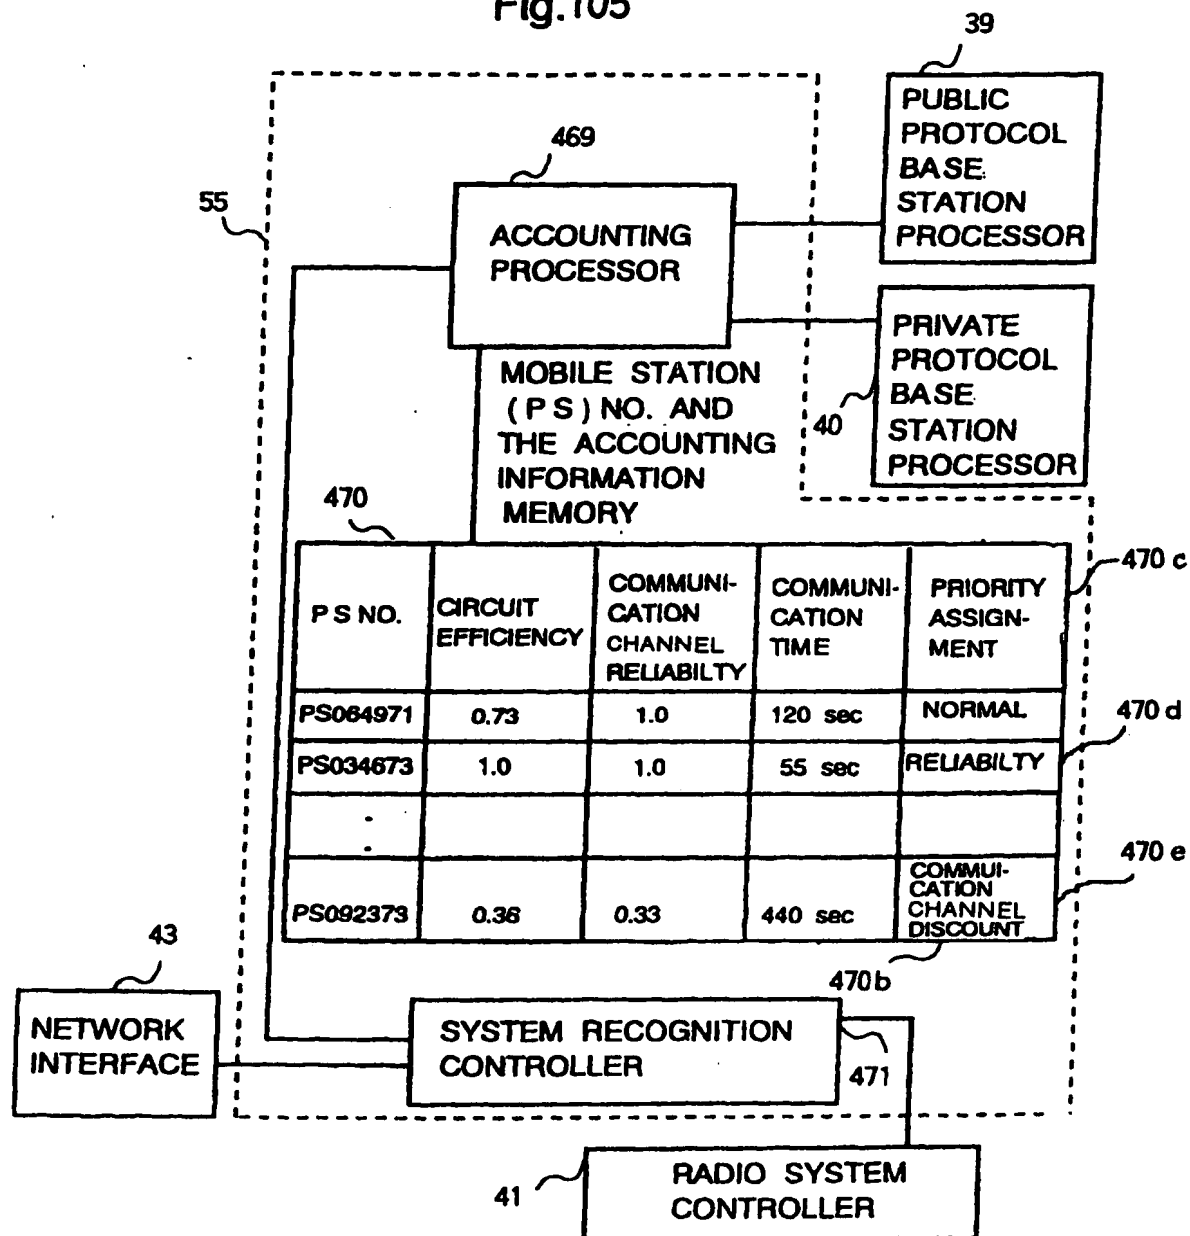 Fig.105
39
PUBLIC
PROTOCOL
BASE
STATION
PROCESSOR
469
55
ACCOUNTING
PROCESSOR
PRIVATE
PROTOCOL
BASE
STATION
PROCESSOR
40
MOBILE STATION
(PS) NO. AND
THE ACCOUNTING
INFORMATION
MEMORY
470
470 c
PS NO.
CIRCUIT
EFFICIENCY
COMMUNI-
CATION
CHANNEL
RELIABILTY
COMMUNI-
CATION
TIME
PRIORITY
ASSIGN-
MENT
PS064971 0.73 1.0 120 sec NORMAL
470 d
PS034673 1.0 1.0 55 sec RELIABILTY
470 e
PS092373 0.36 0.33 440 sec
COMMUI-
CATION
CHANNEL
DISCOUNT
470b
43
NETWORK
INTERFACE
SYSTEM RECOGNITION
CONTROLLER
471
41
RADIO SYSTEM
CONTROLLER